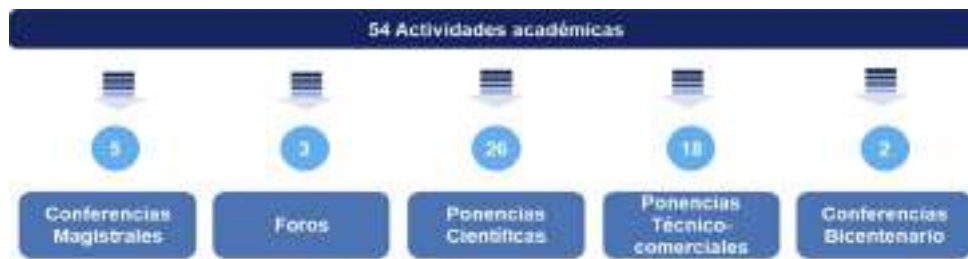 54 Actividades académicas
5
3
26
18
2
Conferencias
Magistrales
Foros
Ponencias
Científicas
Ponencias
Técnico-
comerciales
Conferencias
Bicentenario